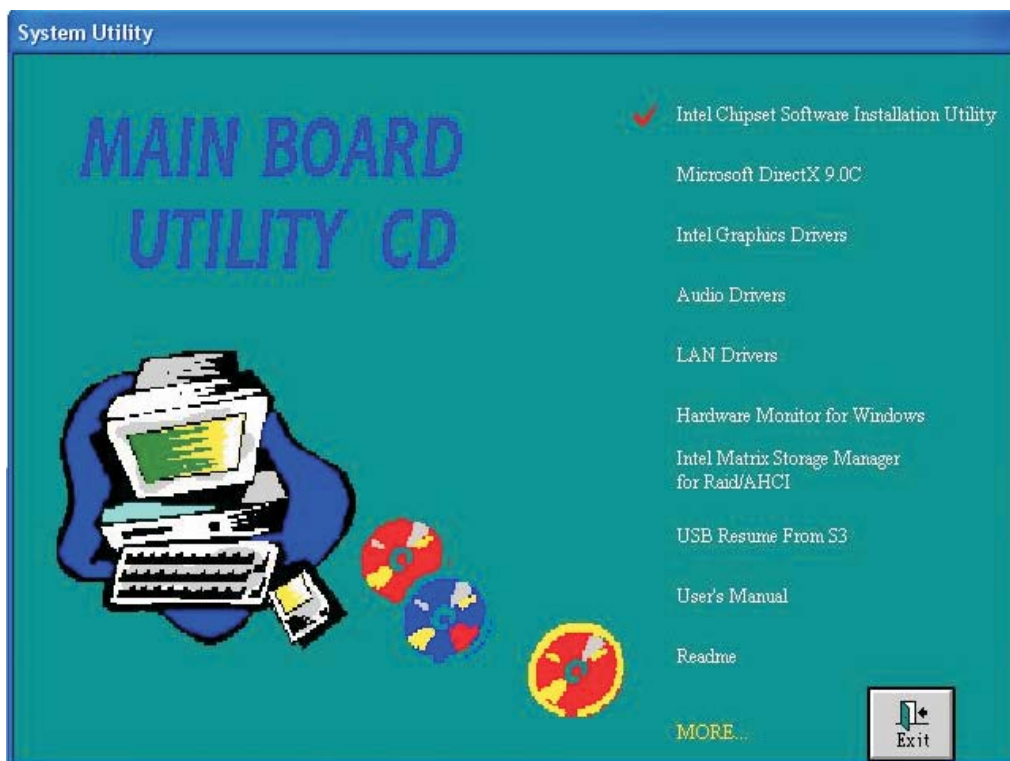 System Utility
MAIN BOARD
UTILITY CD
Intel Chipset Software Installation Utility
Microsoft DirectX 9.0C
Intel Graphics Drivers
Audio Drivers
LAN Drivers
Hardware Monitor for Windows
Intel Matrix Storage Manager
for Raid/AHCI
USB Resume From S3
User's Manual
Readme
MORE...
Exit